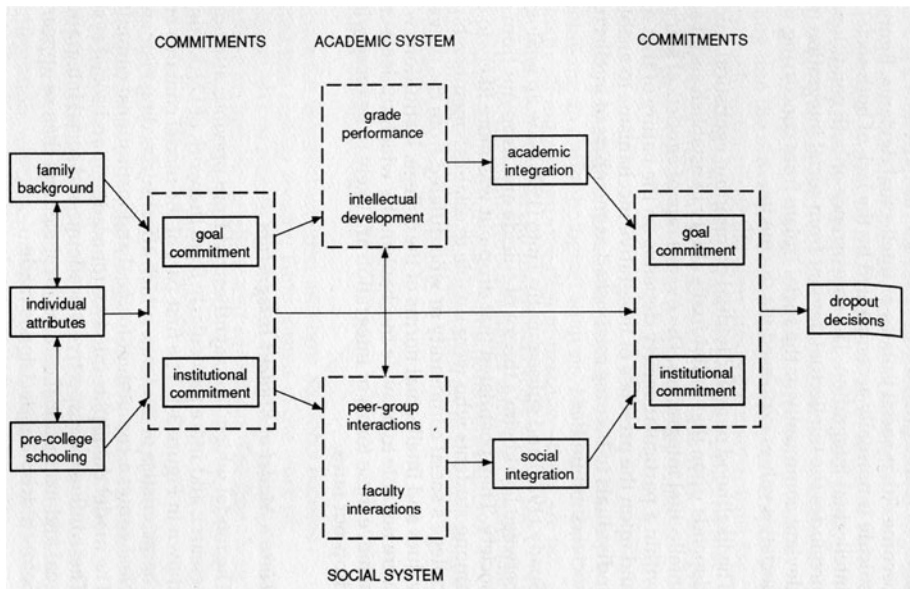 COMMITMENTS
ACADEMIC SYSTEM
COMMITMENTS
family
background
individual
attributes
pre-college
schooling
goal
commitment
institutional
commitment
grade
performance
intellectual
development
peer-group
interactions
faculty
interactions
SOCIAL SYSTEM
academic
integration
social
integration
goal
commitment
institutional
commitment
dropout
decisions